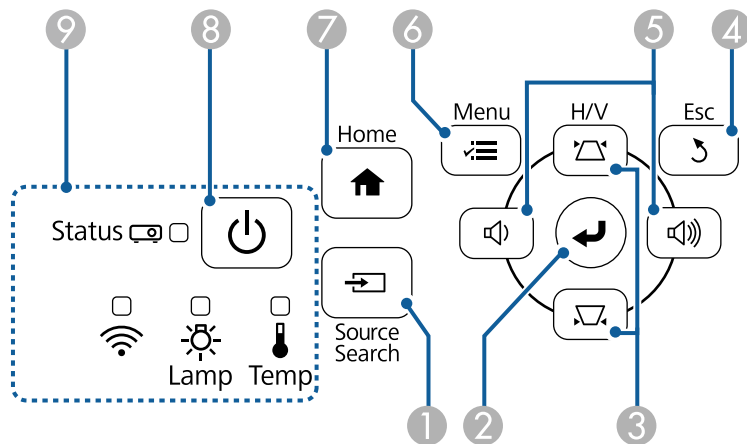 9 8 7 6 5 4
Menu H/V Esc
Home
Status
Source
Search
Lamp Temp
1 2 3